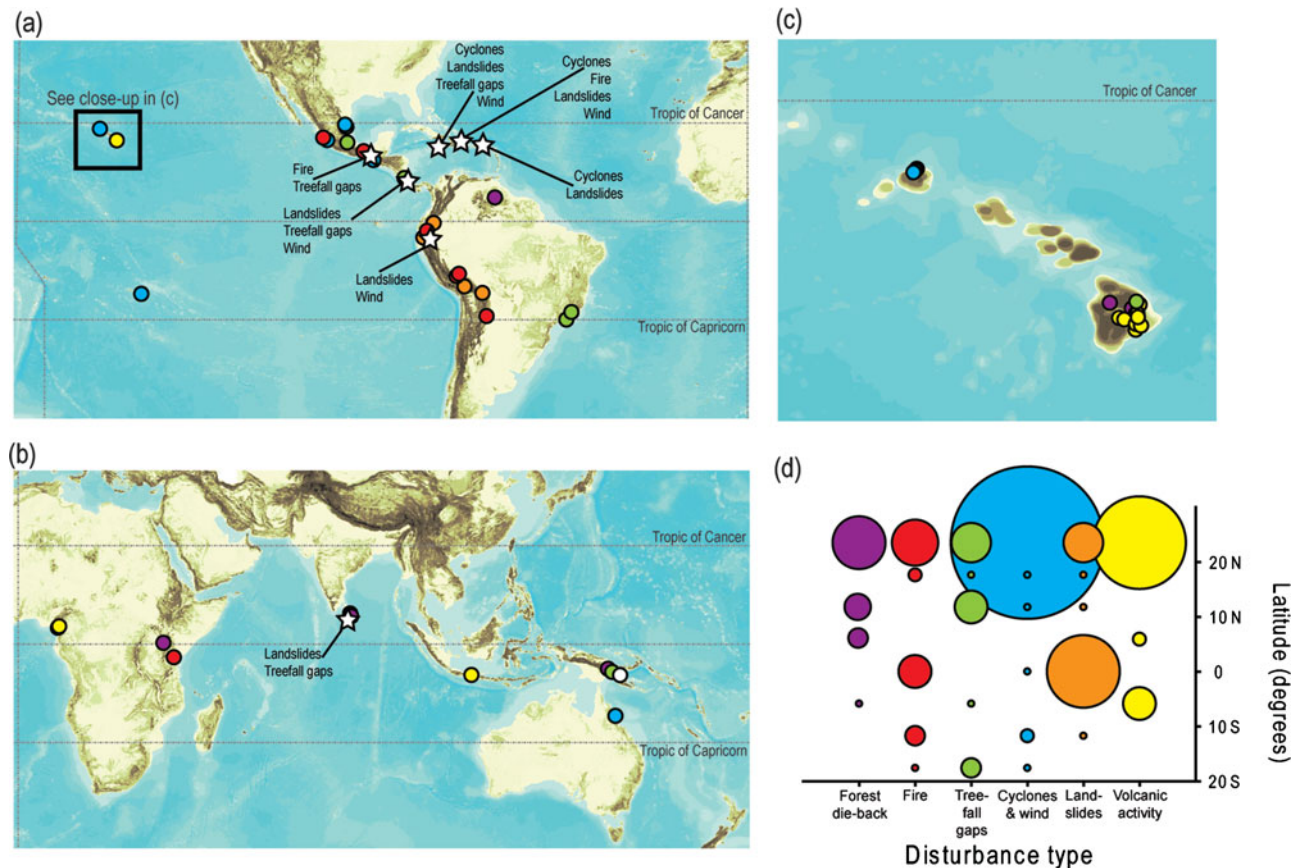 (a)
See close-up in (c)
Cyclones
Landslides
Treefall gaps
Wind
Cyclones
Fire
Landslides
Wind
Tropic of Cancer
Fire
Treefall gaps
Cyclones
Landslides
Landslides
Treefall gaps
Wind
Landslides
Wind
Tropic of Capricorn
(b)
Tropic of Cancer
Landslides
Treefall gaps
Tropic of Capricorn
(c)
Tropic of Cancer
(d)
20 N
10 N
0
10 S
20 S
Latitude (degrees)
Forest
die-back
Fire
Tree-
fall
gaps
Cyclones
& wind
Land-
slides
Volcanic
activity
Disturbance type